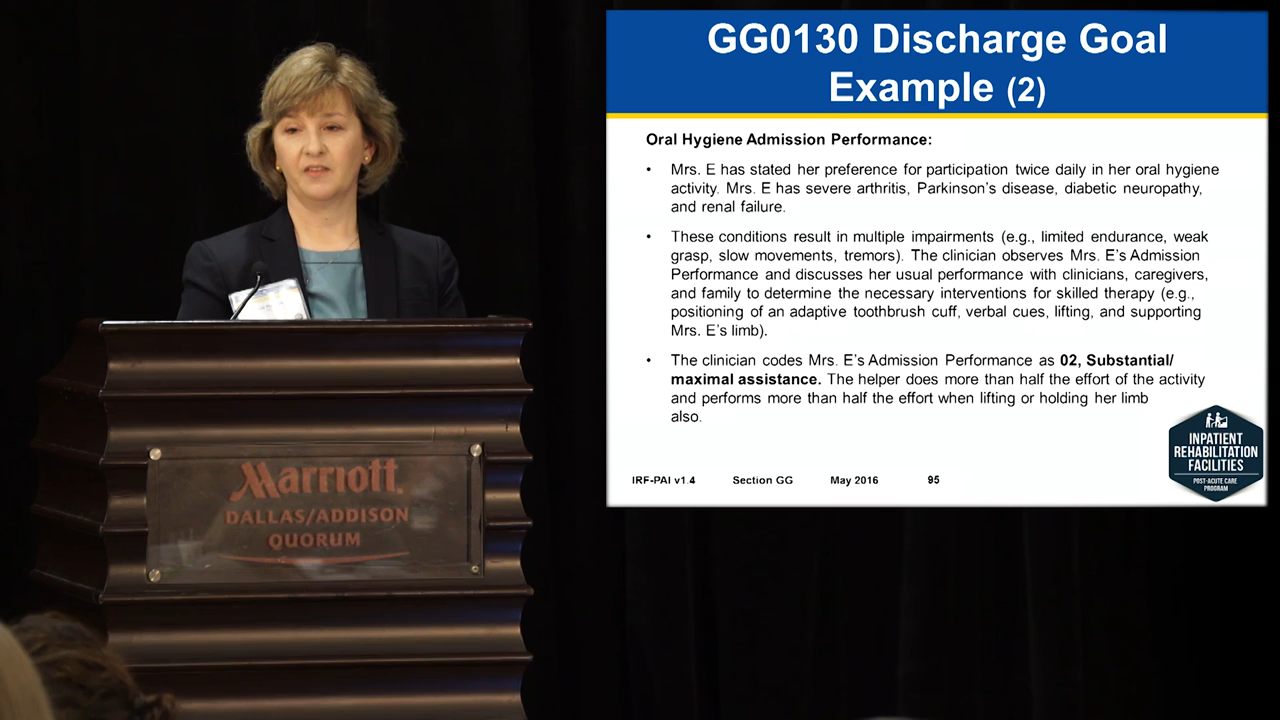 GG0130 Discharge Goal
Example (2)
Oral Hygiene Admission Performance:
• Mrs. E has stated her preference for participation twice daily in her oral hygiene
activity. Mrs. E has severe arthritis, Parkinson's disease, diabetic neuropathy,
and renal failure.
• These conditions result in multiple impairments (e.g., limited endurance, weak
grasp, slow movements, tremors). The clinician observes Mrs. E's Admission
Performance and discusses her usual performance with clinicians, caregivers,
and family to determine the necessary interventions for skilled therapy (e.g.,
positioning of an adaptive toothbrush cuff, verbal cues, lifting, and supporting
Mrs. E's limb).
• The clinician codes Mrs. E's Admission Performance as 02, Substantial/
maximal assistance. The helper does more than half the effort of the activity
and performs more than half the effort when lifting or holding her limb
also.
INPATIENT
REHABILITATION
FACILITIES
POST-ACUTE CARE
PROGRAM
IRF-PAI v1.4 Section GG May 2016 95
Marriott
DALLAS/ADDISON
QUORUM